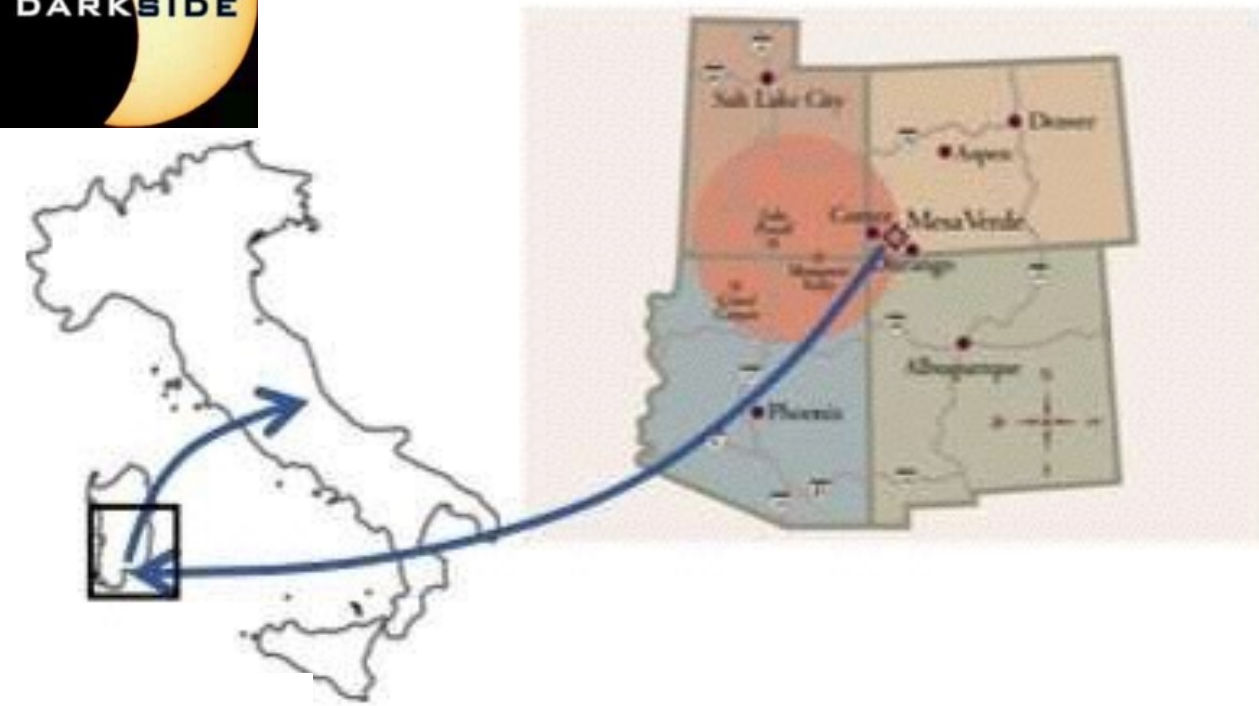 DARKSIDE
Salt Lake City
Denver
Aspen
Cortez
Mesa Verde
Durango
Albuquerque
Phoenix